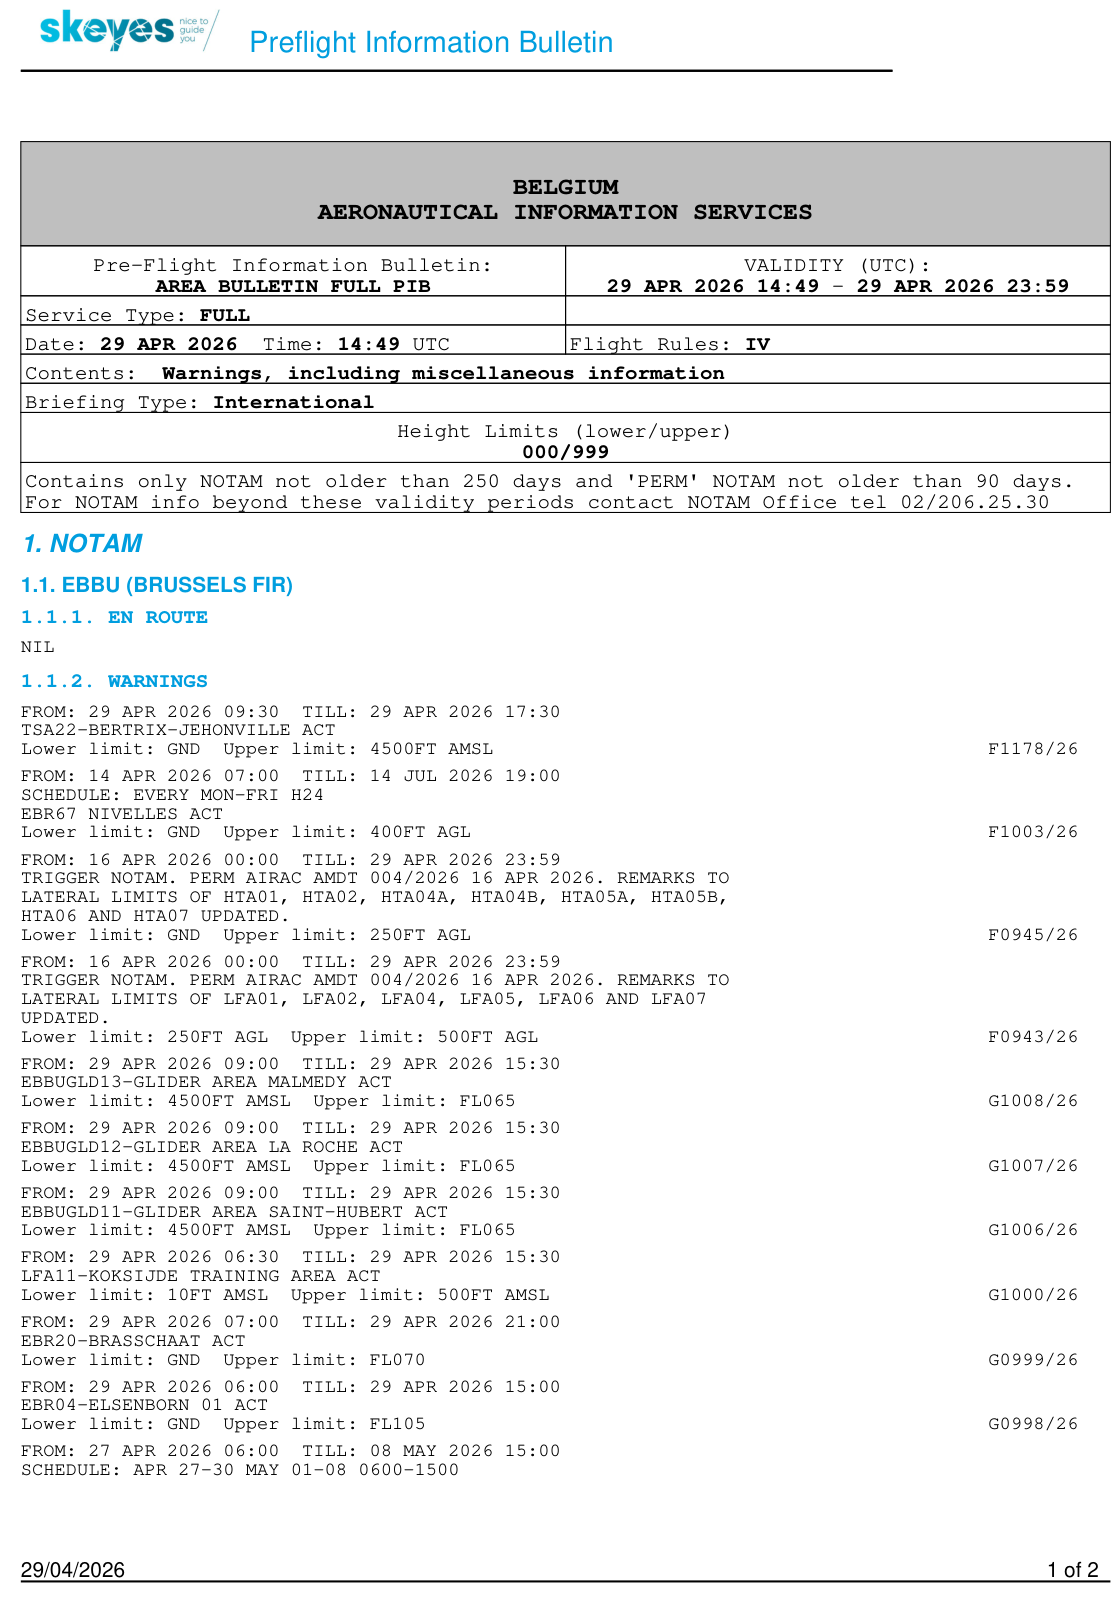 skeyes nice to guide you
Preflight Information Bulletin
BELGIUM
AERONAUTICAL INFORMATION SERVICES
Pre-Flight Information Bulletin:
AREA BULLETIN FULL PIB
VALIDITY (UTC):
29 APR 2026 14:49 - 29 APR 2026 23:59
Service Type: FULL
Date: 29 APR 2026  Time: 14:49 UTC
Flight Rules: IV
Contents:  Warnings, including miscellaneous information
Briefing Type: International
Height Limits (lower/upper)
000/999
Contains only NOTAM not older than 250 days and 'PERM' NOTAM not older than 90 days.
For NOTAM info beyond these validity periods contact NOTAM Office tel 02/206.25.30
1. NOTAM
1.1. EBBU (BRUSSELS FIR)
1.1.1. EN ROUTE
NIL
1.1.2. WARNINGS
FROM: 29 APR 2026 09:30  TILL: 29 APR 2026 17:30
TSA22-BERTRIX-JEHONVILLE ACT
Lower limit: GND  Upper limit: 4500FT AMSL F1178/26
FROM: 14 APR 2026 07:00  TILL: 14 JUL 2026 19:00
SCHEDULE: EVERY MON-FRI H24
EBR67 NIVELLES ACT
Lower limit: GND  Upper limit: 400FT AGL F1003/26
FROM: 16 APR 2026 00:00  TILL: 29 APR 2026 23:59
TRIGGER NOTAM. PERM AIRAC AMDT 004/2026 16 APR 2026. REMARKS TO
LATERAL LIMITS OF HTA01, HTA02, HTA04A, HTA04B, HTA05A, HTA05B,
HTA06 AND HTA07 UPDATED.
Lower limit: GND  Upper limit: 250FT AGL F0945/26
FROM: 16 APR 2026 00:00  TILL: 29 APR 2026 23:59
TRIGGER NOTAM. PERM AIRAC AMDT 004/2026 16 APR 2026. REMARKS TO
LATERAL LIMITS OF LFA01, LFA02, LFA04, LFA05, LFA06 AND LFA07
UPDATED.
Lower limit: 250FT AGL  Upper limit: 500FT AGL F0943/26
FROM: 29 APR 2026 09:00  TILL: 29 APR 2026 15:30
EBBUGLD13-GLIDER AREA MALMEDY ACT
Lower limit: 4500FT AMSL  Upper limit: FL065 G1008/26
FROM: 29 APR 2026 09:00  TILL: 29 APR 2026 15:30
EBBUGLD12-GLIDER AREA LA ROCHE ACT
Lower limit: 4500FT AMSL  Upper limit: FL065 G1007/26
FROM: 29 APR 2026 09:00  TILL: 29 APR 2026 15:30
EBBUGLD11-GLIDER AREA SAINT-HUBERT ACT
Lower limit: 4500FT AMSL  Upper limit: FL065 G1006/26
FROM: 29 APR 2026 06:30  TILL: 29 APR 2026 15:30
LFA11-KOKSIJDE TRAINING AREA ACT
Lower limit: 10FT AMSL  Upper limit: 500FT AMSL G1000/26
FROM: 29 APR 2026 07:00  TILL: 29 APR 2026 21:00
EBR20-BRASSCHAAT ACT
Lower limit: GND  Upper limit: FL070 G0999/26
FROM: 29 APR 2026 06:00  TILL: 29 APR 2026 15:00
EBR04-ELSENBORN 01 ACT
Lower limit: GND  Upper limit: FL105 G0998/26
FROM: 27 APR 2026 06:00  TILL: 08 MAY 2026 15:00
SCHEDULE: APR 27-30 MAY 01-08 0600-1500
29/04/2026 1 of 2